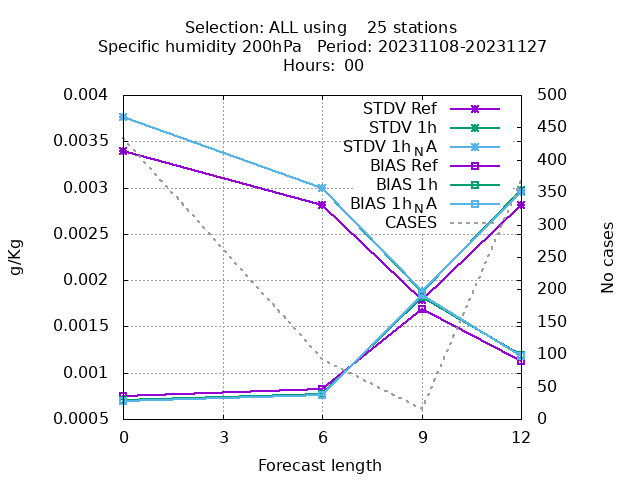 Selection: ALL using    25 stations
Specific humidity 200hPa   Period: 20231108-20231127
Hours:  00
0.004
0.0035
0.003
0.0025
0.002
0.0015
0.001
0.0005
g/Kg
STDV Ref
STDV 1h
STDV 1h_N A
BIAS Ref
BIAS 1h
BIAS 1h_N A
CASES
500
450
400
350
300
250
200
150
100
50
0
No cases
0 3 6 9 12
Forecast length